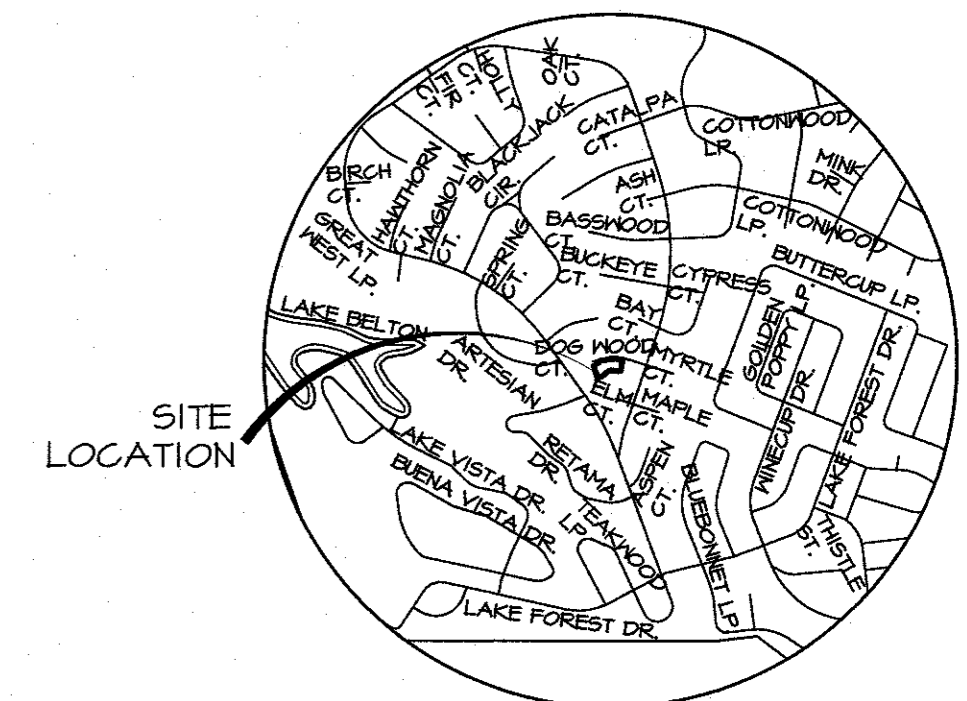 OAK
CT.
HOLLY
CT.
FIR
CT.
BLACKJACK
CIR.
CATALPA
CT.
COTTONWOOD
LP.
MINK
DR.
BIRCH
CT.
HAWTHORN
CT.
MAGNOLIA
CT.
ASH
CT.
COTTONWOOD
LP.
GREAT
WEST LP.
SPRING
CT.
BASSWOOD
CT.
BUCKEYE
CT.
CYPRESS
CT.
BUTTERCUP LP.
BAY
CT.
GOLLDEN
POPPY LP.
LAKE BELTON
ARTESIAN
DR.
DOG WOOD
CT.
MYRTLE
CT.
ELM
CT.
MAPLE
CT.
WINECUP DR.
LAKE FOREST DR.
SITE
LOCATION
RETAMA
DR.
ASPEN
CT.
BLUEBONNET LP
LAKE VISTA DR.
BUENA VISTA DR.
TEAKWOOD
LP
THISTLE
ST.
LAKE FOREST DR.